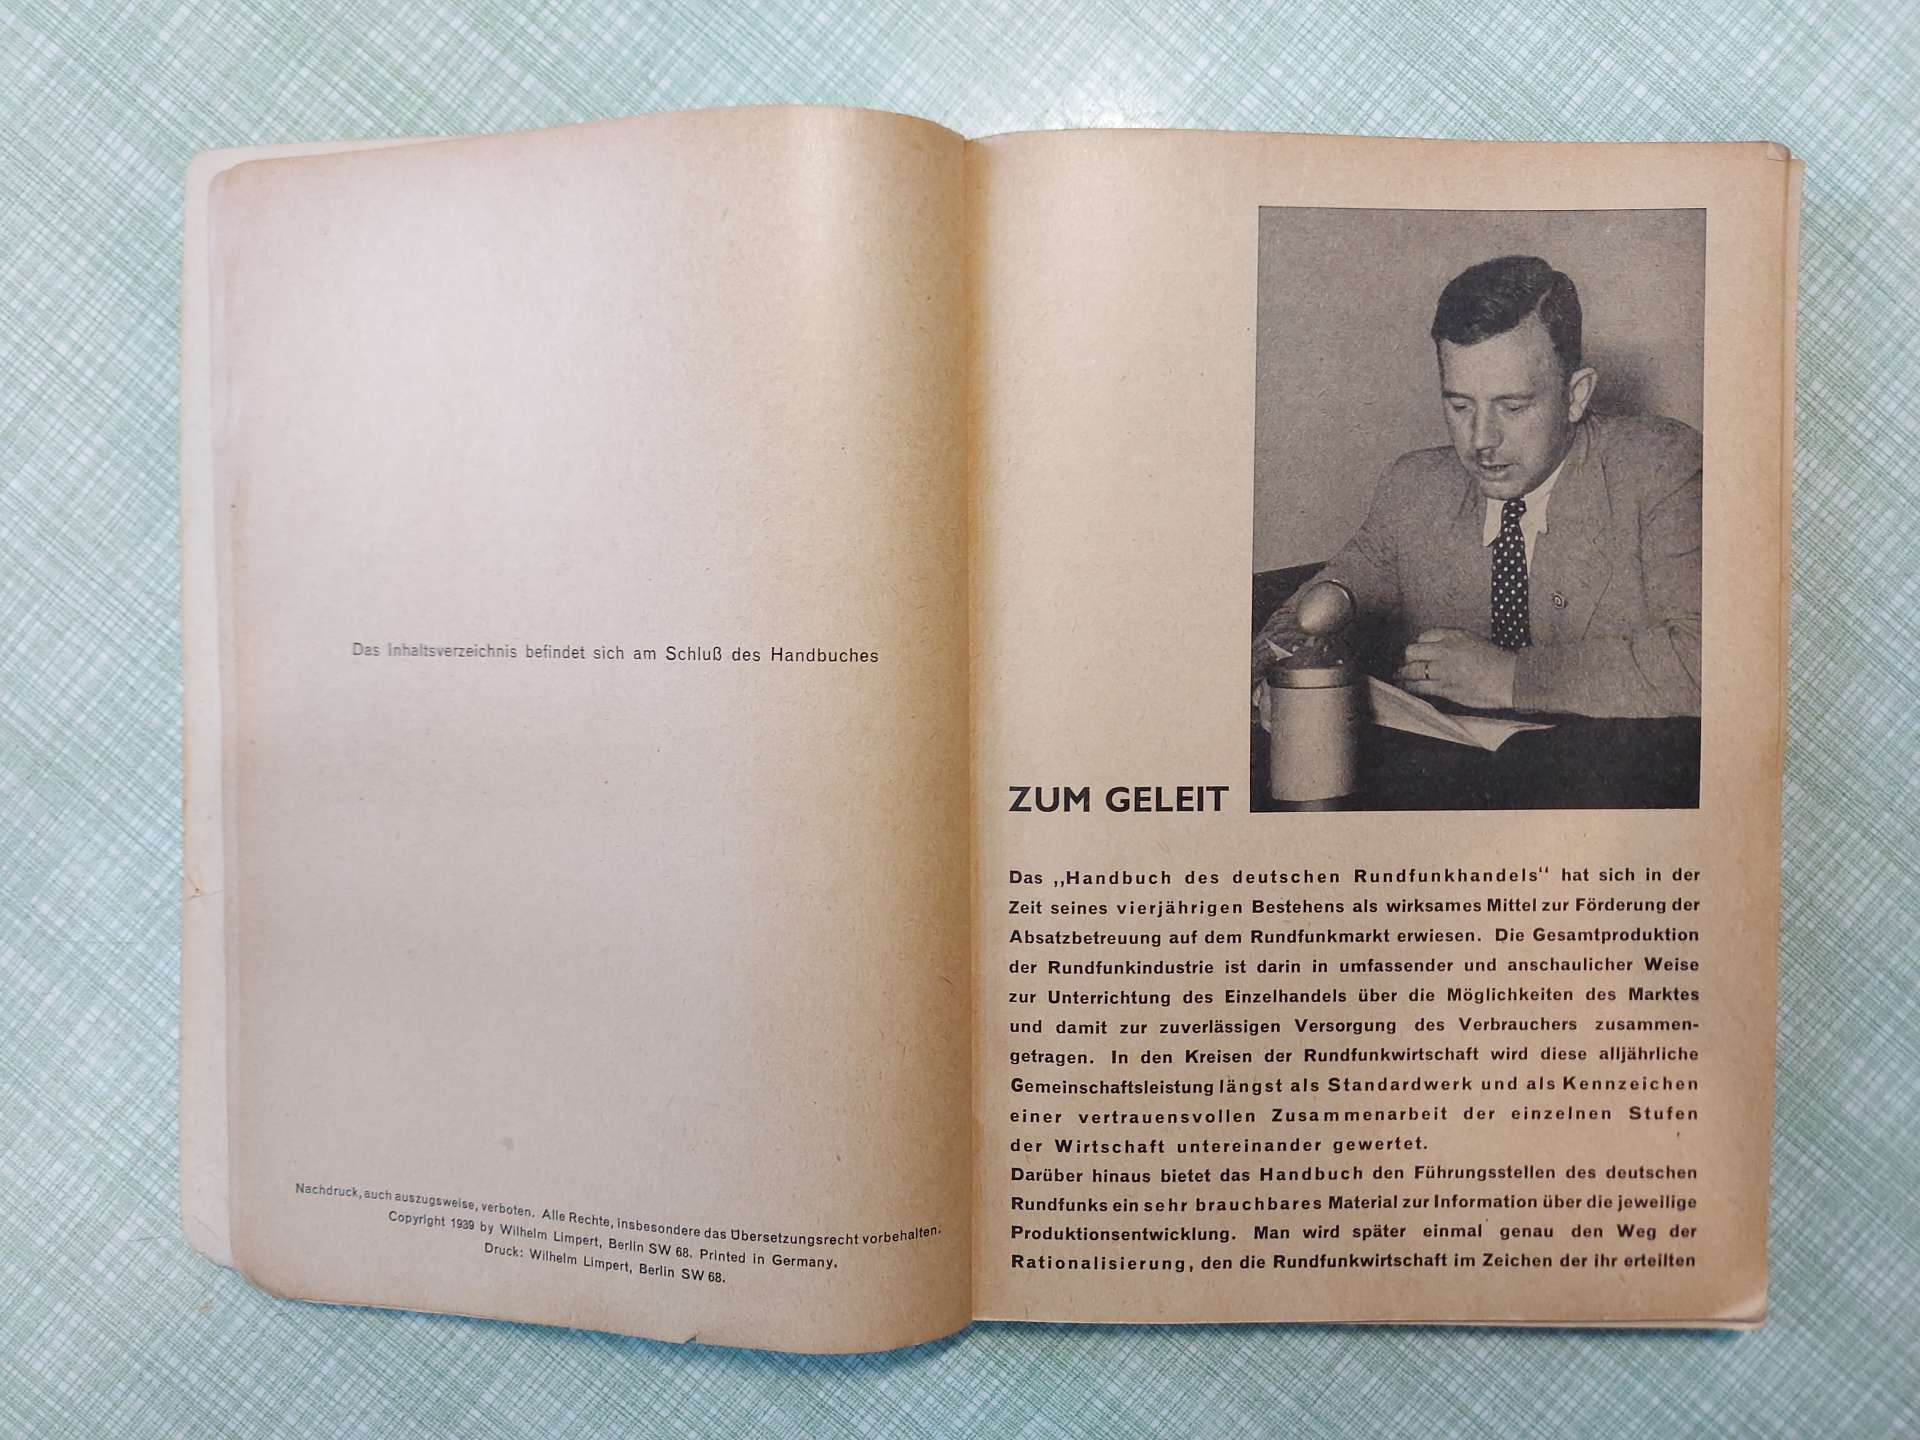 Das Inhaltsverzeichnis befindet sich am Schluß des Handbuches
Nachdruck, auch auszugsweise, verboten. Alle Rechte, insbesondere das Übersetzungsrecht vorbehalten.
Copyright 1939 by Wilhelm Limpert, Berlin SW 68. Printed in Germany.
Druck: Wilhelm Limpert, Berlin SW 68.
ZUM GELEIT
Das „Handbuch des deutschen Rundfunkhandels“ hat sich in der
Zeit seines vierjährigen Bestehens als wirksames Mittel zur Förderung der
Absatzbetreuung auf dem Rundfunkmarkt erwiesen. Die Gesamtproduktion
der Rundfunkindustrie ist darin in umfassender und anschaulicher Weise
zur Unterrichtung des Einzelhandels über die Möglichkeiten des Marktes
und damit zur zuverlässigen Versorgung des Verbrauchers zusammen-
getragen. In den Kreisen der Rundfunkwirtschaft wird diese alljährliche
Gemeinschaftsleistung längst als Standardwerk und als Kennzeichen
einer vertrauensvollen Zusammenarbeit der einzelnen Stufen
der Wirtschaft untereinander gewertet.
Darüber hinaus bietet das Handbuch den Führungsstellen des deutschen
Rundfunks ein sehr brauchbares Material zur Information über die jeweilige
Produktionsentwicklung. Man wird später einmal genau den Weg der
Rationalisierung, den die Rundfunkwirtschaft im Zeichen der ihr erteilten